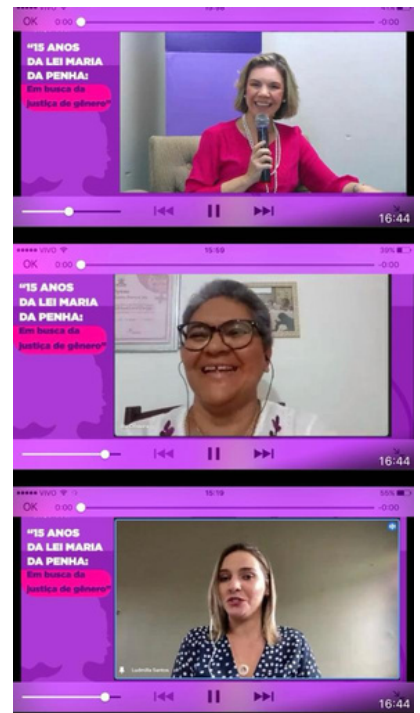 OK 0:00 -0:00
"15 ANOS
DA LEI MARIA
DA PENHA:
Em busca da
justiça de gênero"
16:44
VIVO 15:59 39%
OK 0:00 -0:00
"15 ANOS
DA LEI MARIA
DA PENHA:
Em busca da
justiça de gênero"
16:44
VIVO 15:19 55%
OK 0:00 -0:00
"15 ANOS
DA LEI MARIA
DA PENHA:
Em busca da
justiça de gênero"
Ludmilla Santos
16:44